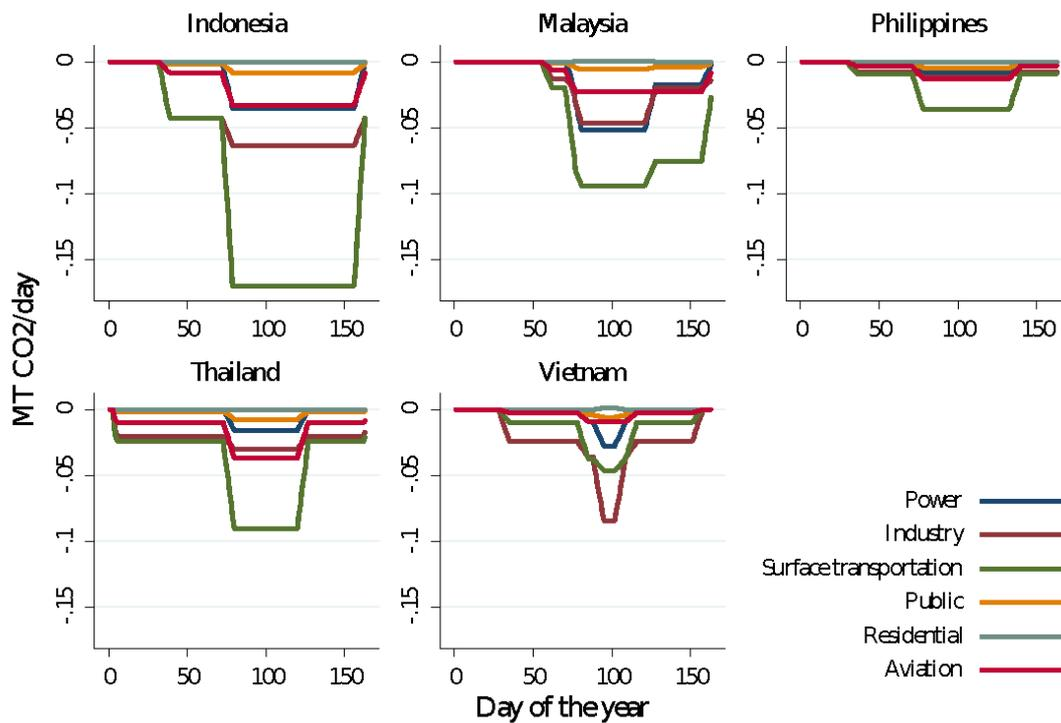 Indonesia Malaysia Philippines
-.15 -.1 -.05 0 -.15 -.1 -.05 0 -.15 -.1 -.05 0
0 50 100 150 0 50 100 150 0 50 100 150
Thailand Vietnam
-.15 -.1 -.05 0 -.15 -.1 -.05 0
0 50 100 150 0 50 100 150
MT CO2/day
Day of the year
Power
Industry
Surface transportation
Public
Residential
Aviation